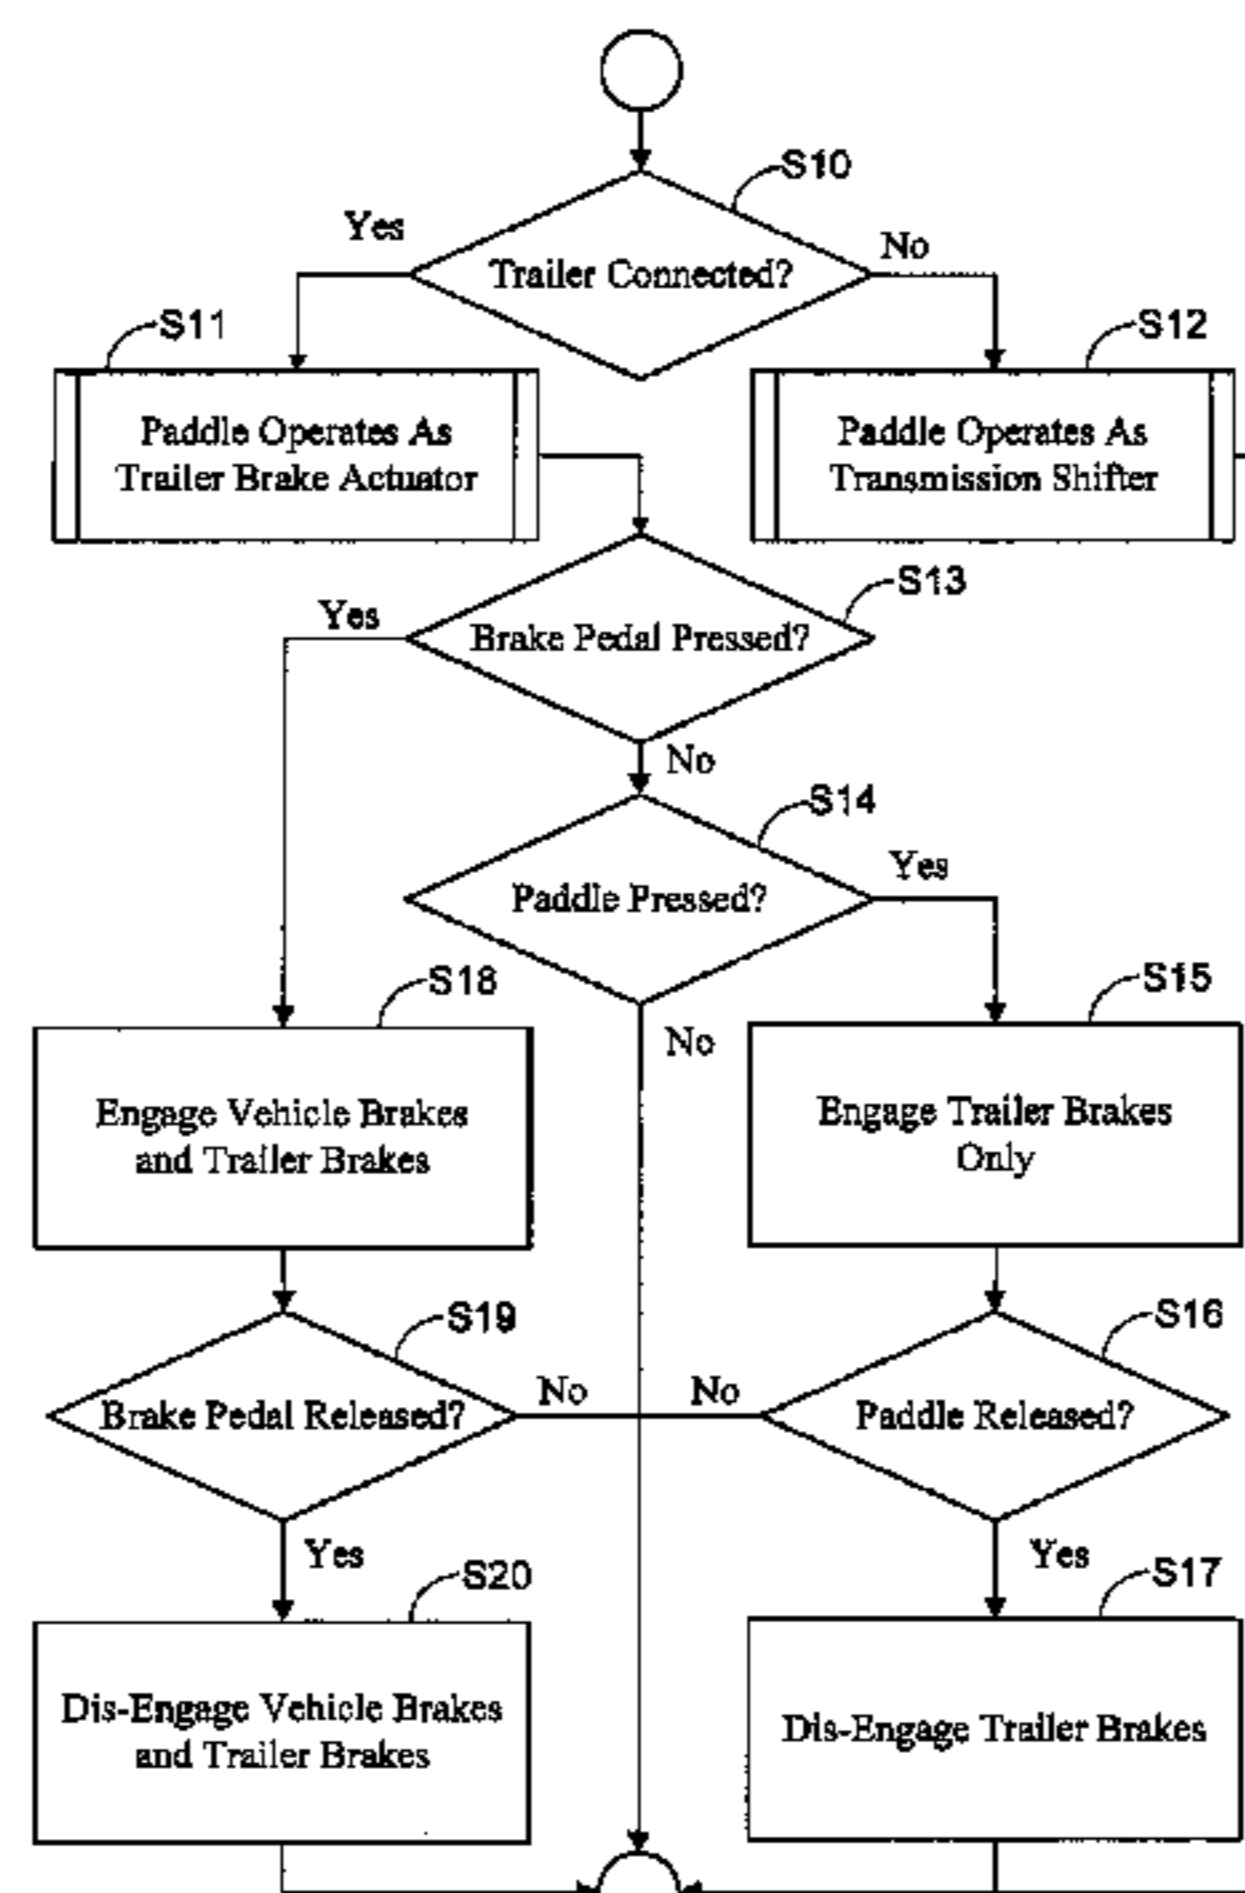 S10
Yes
No
Trailer Connected?
S11
S12
Paddle Operates As
Trailer Brake Actuator
Paddle Operates As
Transmission Shifter
S13
Yes
Brake Pedal Pressed?
No
S14
Yes
Paddle Pressed?
S18
S15
No
Engage Vehicle Brakes
and Trailer Brakes
Engage Trailer Brakes
Only
S19
S16
No
No
Brake Pedal Released?
Paddle Released?
Yes
Yes
S20
S17
Dis-Engage Vehicle Brakes
and Trailer Brakes
Dis-Engage Trailer Brakes